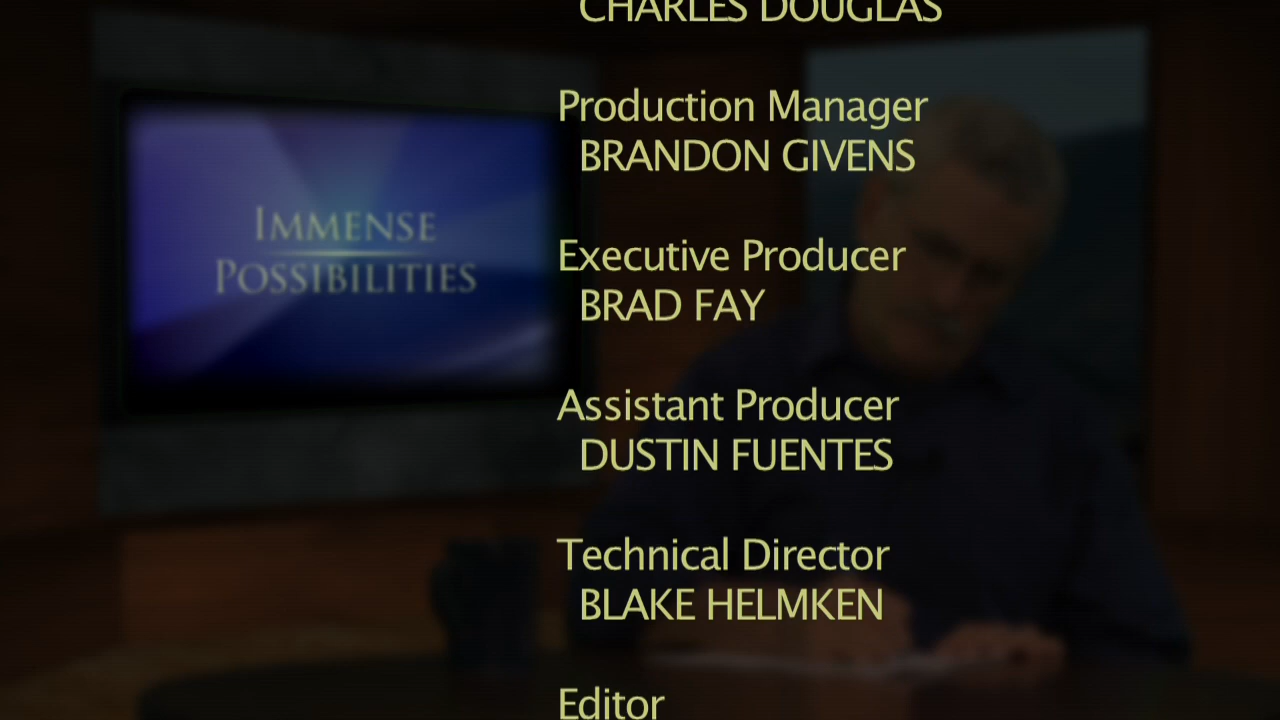 CHARLES DOUGLAS
Production Manager
BRANDON GIVENS
Executive Producer
BRAD FAY
Assistant Producer
DUSTIN FUENTES
Technical Director
BLAKE HELMKEN
Editor
IMMENSE
POSSIBILITIES